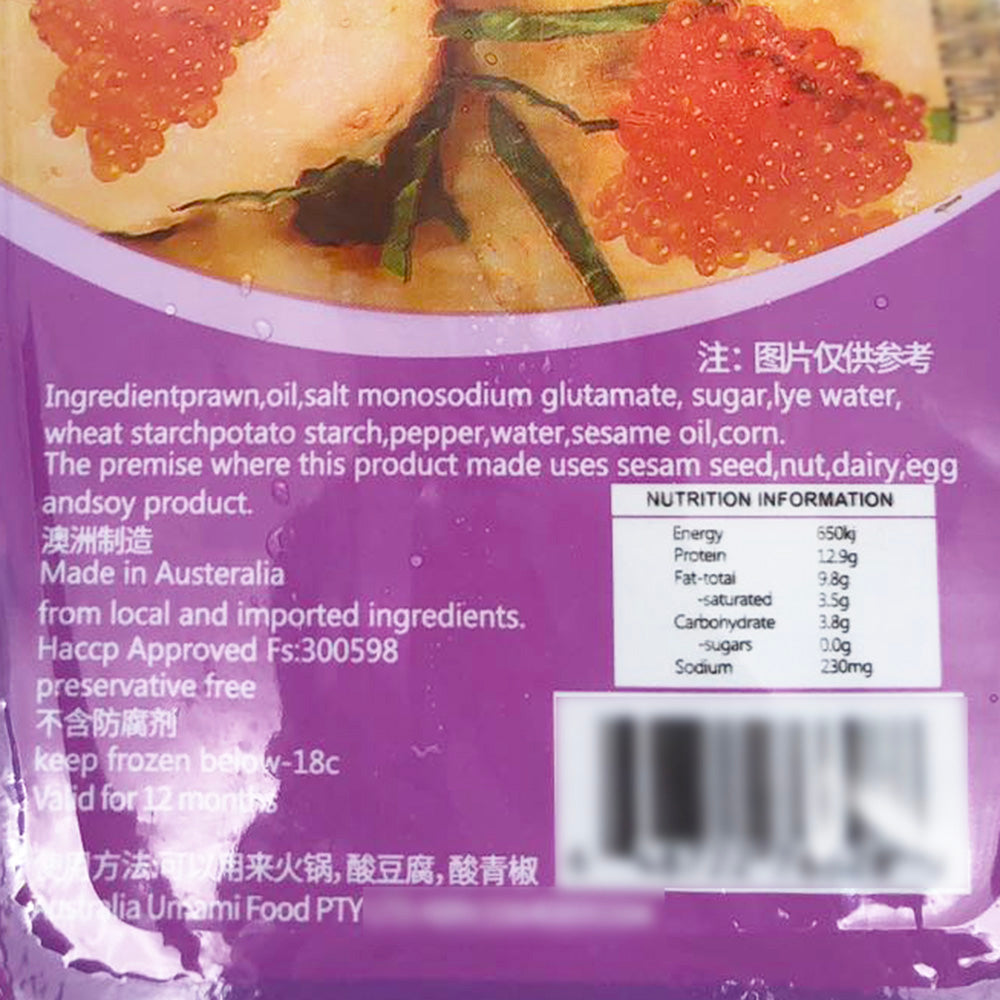 注：图片仅供参考
Ingredientprawn,oil,salt monosodium glutamate, sugar,lye water,
wheat starchpotato starch,pepper,water,sesame oil,corn.
The premise where this product made uses sesam seed,nut,dairy,egg
andsoy product.
澳洲制造
Made in Austeralia
from local and imported ingredients.
Haccp Approved Fs:300598
preservative free
不含防腐剂
keep frozen below-18c
Valid for 12 months
使用方法:可以用来火锅,酸豆腐,酸青椒
Australia Umami Food PTY
NUTRITION INFORMATION
Energy 650kj
Protein 12.9g
Fat-total 9.8g
-saturated 3.5g
Carbohydrate 3.8g
-sugars 0.0g
Sodium 230mg